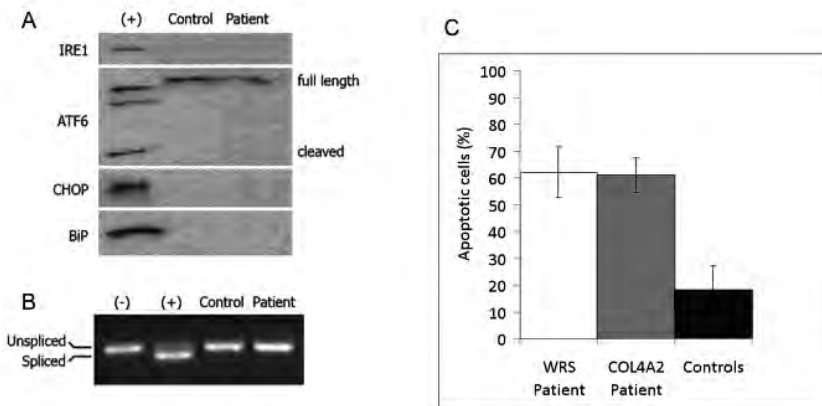 A
(+) Control Patient
IRE1
full length
ATF6
cleaved
CHOP
BiP
B
(-) (+) Control Patient
Unspliced
Spliced
C
Apoptotic cells (%)
100
90
80
70
60
50
40
30
20
10
0
WRS Patient
COL4A2 Patient
Controls